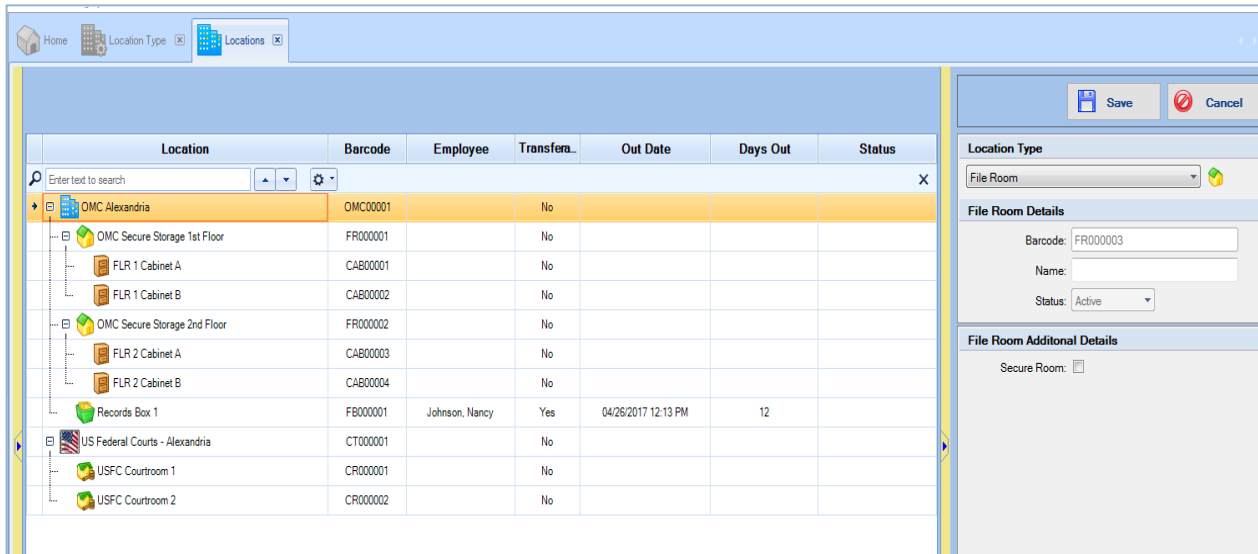 Home
Location Type
Locations
Save
Cancel
Location Barcode Employee Transfera... Out Date Days Out Status
Enter text to search
OMC Alexandria OMC00001 No
OMC Secure Storage 1st Floor FR000001 No
FLR 1 Cabinet A CAB00001 No
FLR 1 Cabinet B CAB00002 No
OMC Secure Storage 2nd Floor FR000002 No
FLR 2 Cabinet A CAB00003 No
FLR 2 Cabinet B CAB00004 No
Records Box 1 FB000001 Johnson, Nancy Yes 04/26/2017 12:13 PM 12
US Federal Courts - Alexandria CT000001 No
USFC Courtroom 1 CR000001 No
USFC Courtroom 2 CR000002 No
Location Type
File Room
File Room Details
Barcode: FR000003
Name:
Status: Active
File Room Additonal Details
Secure Room: